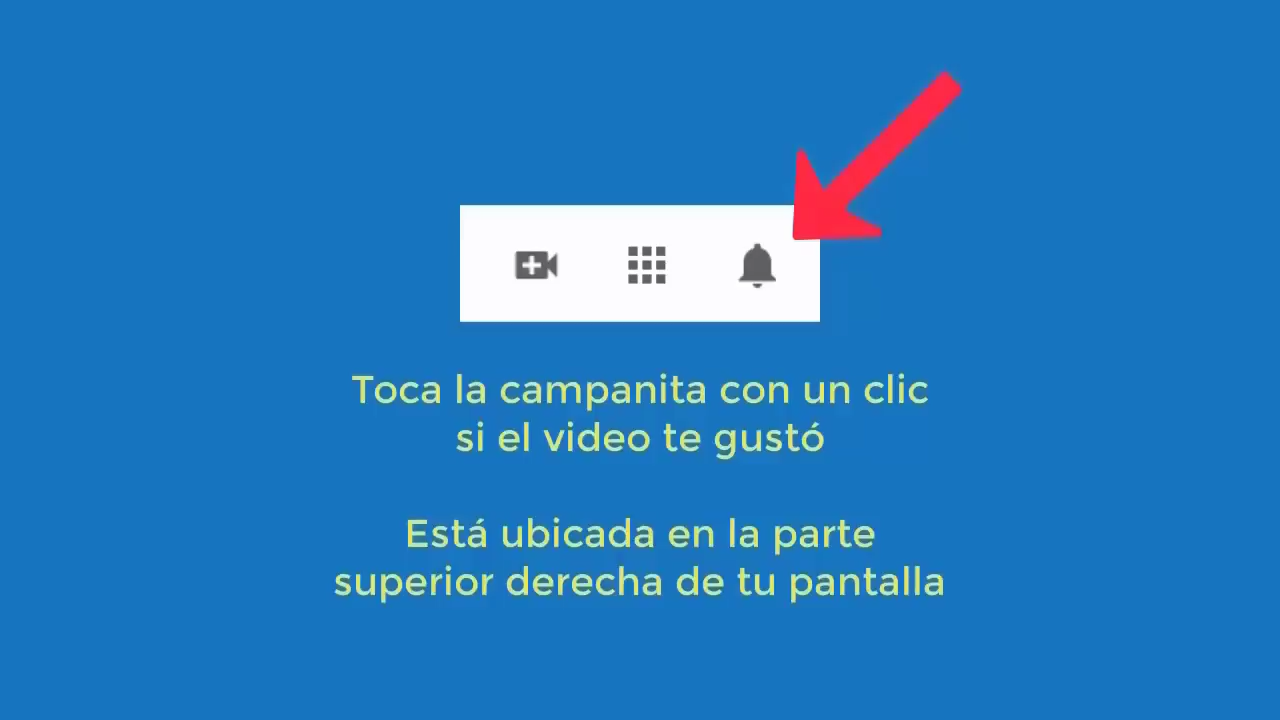 Toca la campanita con un clic
si el video te gustó
Está ubicada en la parte
superior derecha de tu pantalla